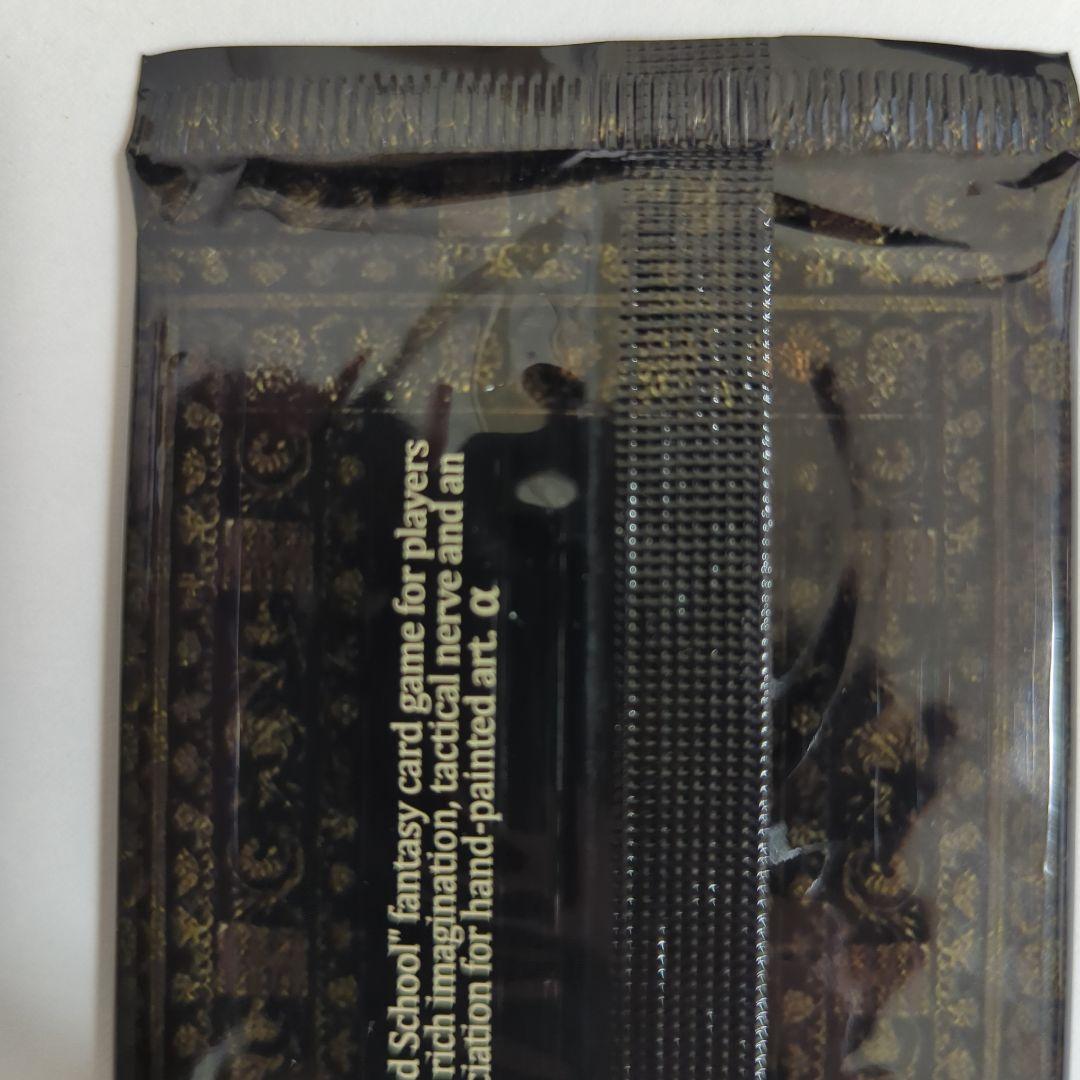 d School" fantasy card game for players
rich imagination, tactical nerve and an
ciation for hand-painted art. α